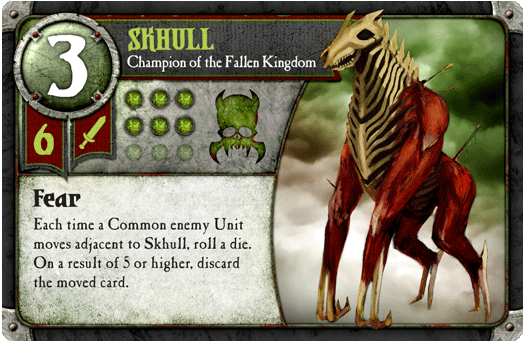 3
SKHULL
Champion of the Fallen Kingdom
6
Fear
Each time a Common enemy Unit
moves adjacent to Skhull, roll a die.
On a result of 5 or higher, discard
the moved card.